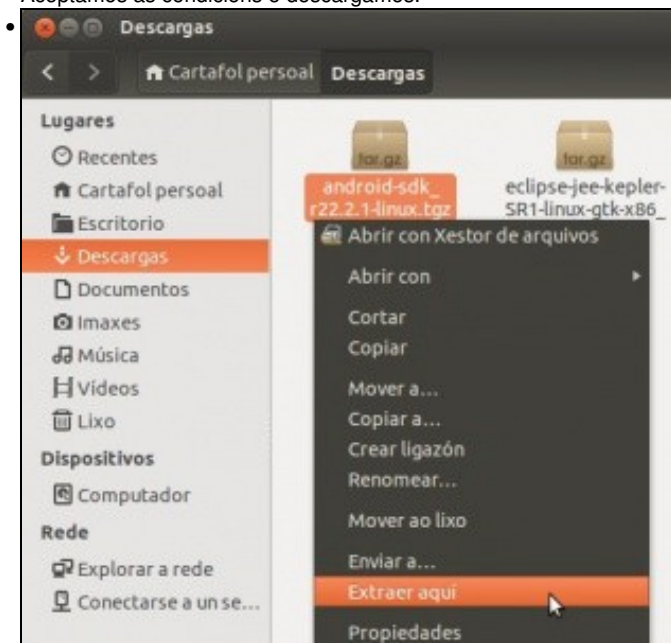 Aceptamos as condicións e descargamos.
Descargas
Cartafol persoal Descargas
Lugares
Recentes
Cartafol persoal
Escritorio
Descargas
Documentos
Imaxes
Música
Vídeos
Lixo
Dispositivos
Computador
Rede
Explorar a rede
Conectarse a un se...
tar.gz tar.gz
android-sdk_ eclipse-jee-kepler-
r22.2.1-linux.tgz SR1-linux-gtk-x86_
Abrir con Xestor de arquivos
Abrir con
Cortar
Copiar
Mover a...
Copiar a...
Crear ligazón
Renomear...
Mover ao lixo
Enviar a...
Extraer aquí
Propiedades